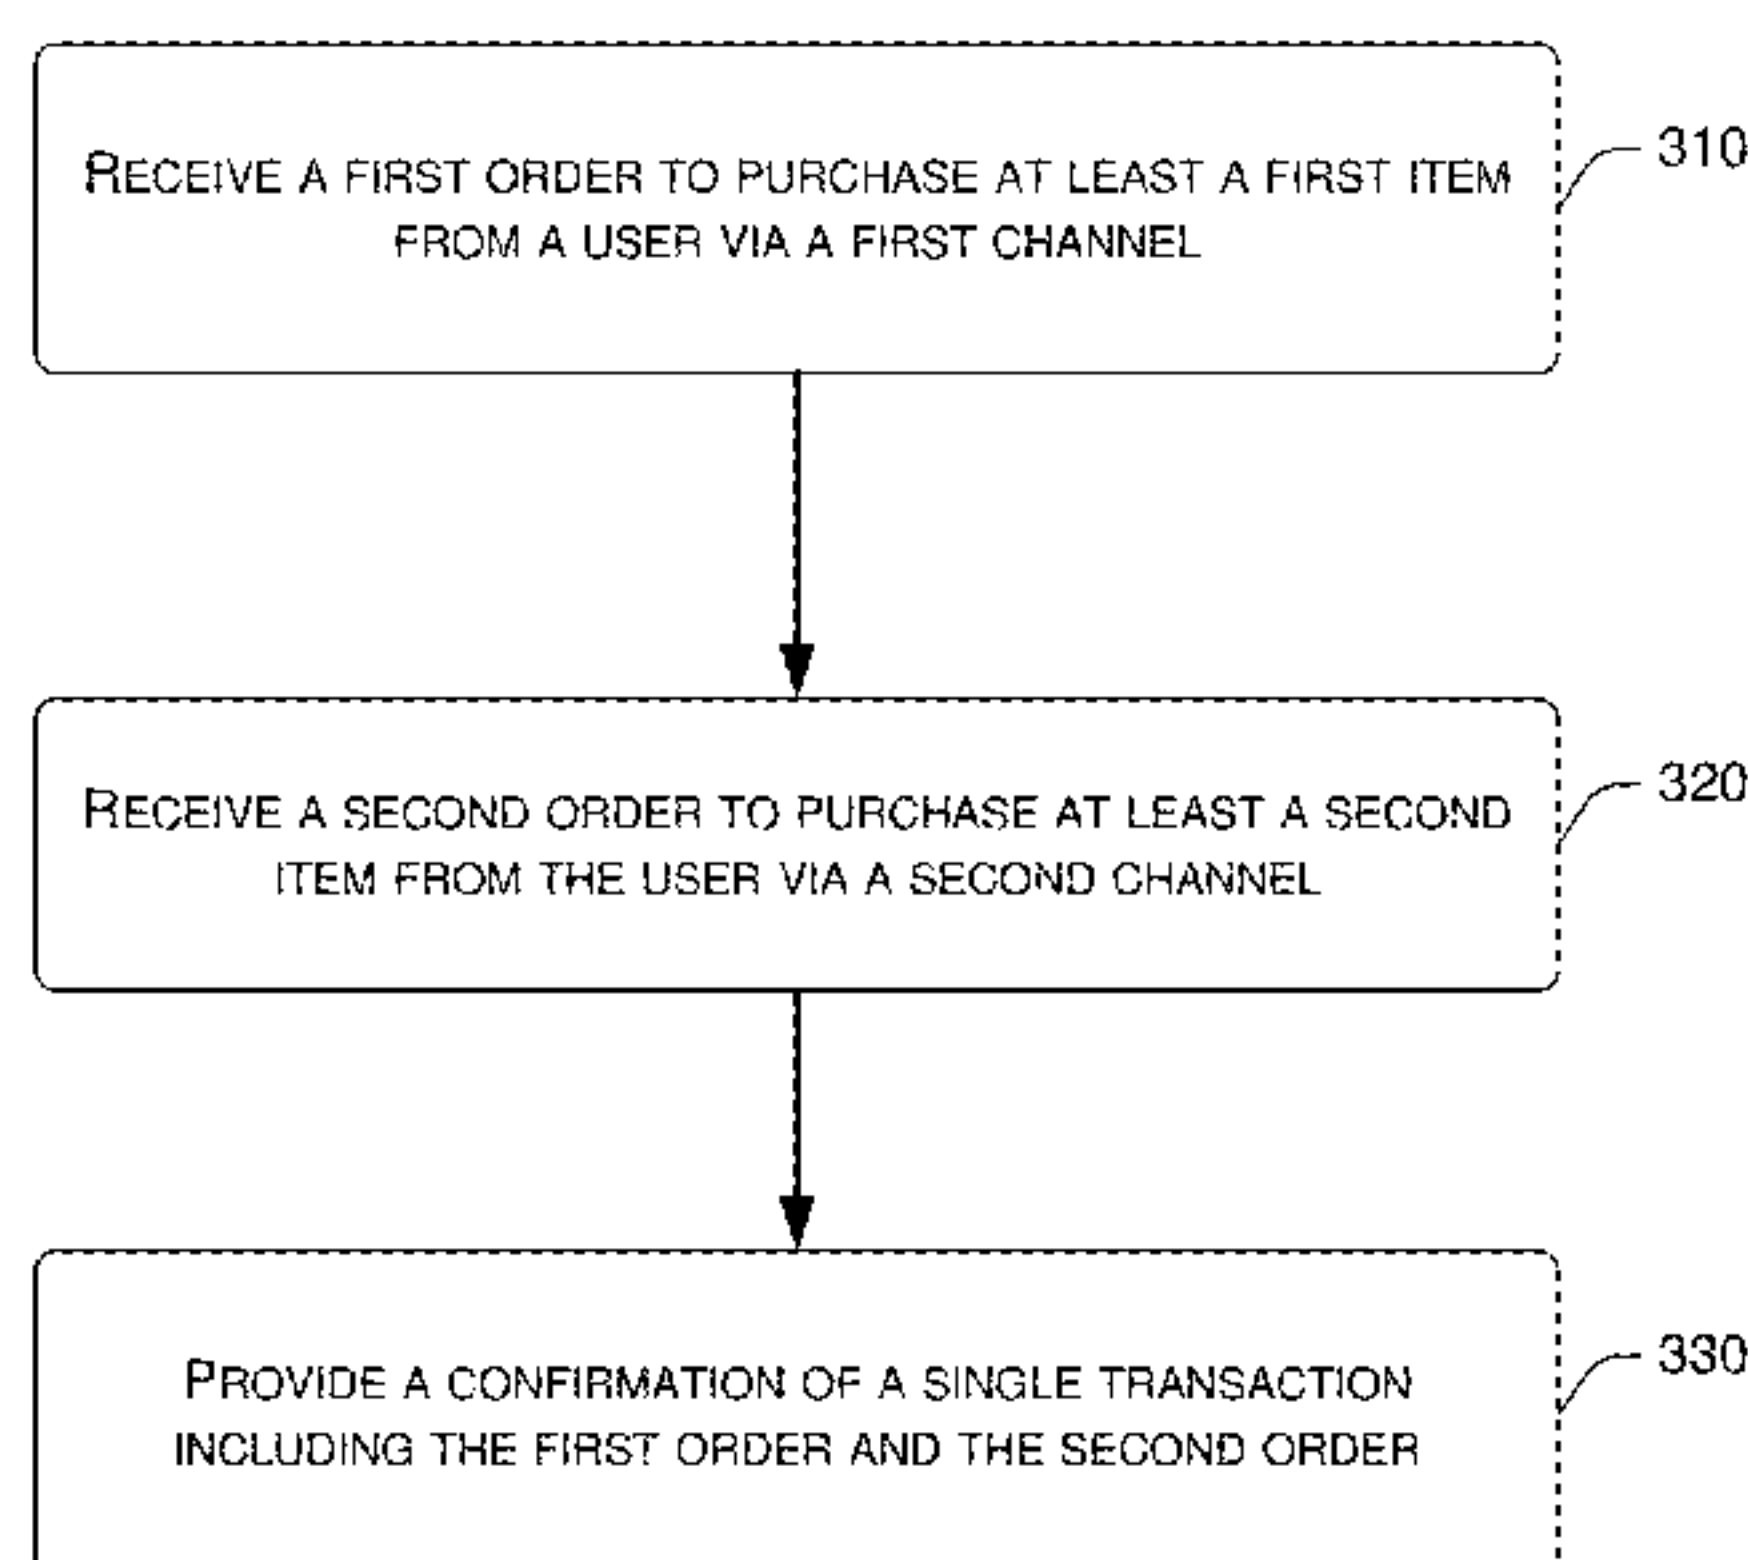 RECEIVE A FIRST ORDER TO PURCHASE AT LEAST A FIRST ITEM
FROM A USER VIA A FIRST CHANNEL
310
RECEIVE A SECOND ORDER TO PURCHASE AT LEAST A SECOND
ITEM FROM THE USER VIA A SECOND CHANNEL
320
PROVIDE A CONFIRMATION OF A SINGLE TRANSACTION
INCLUDING THE FIRST ORDER AND THE SECOND ORDER
330